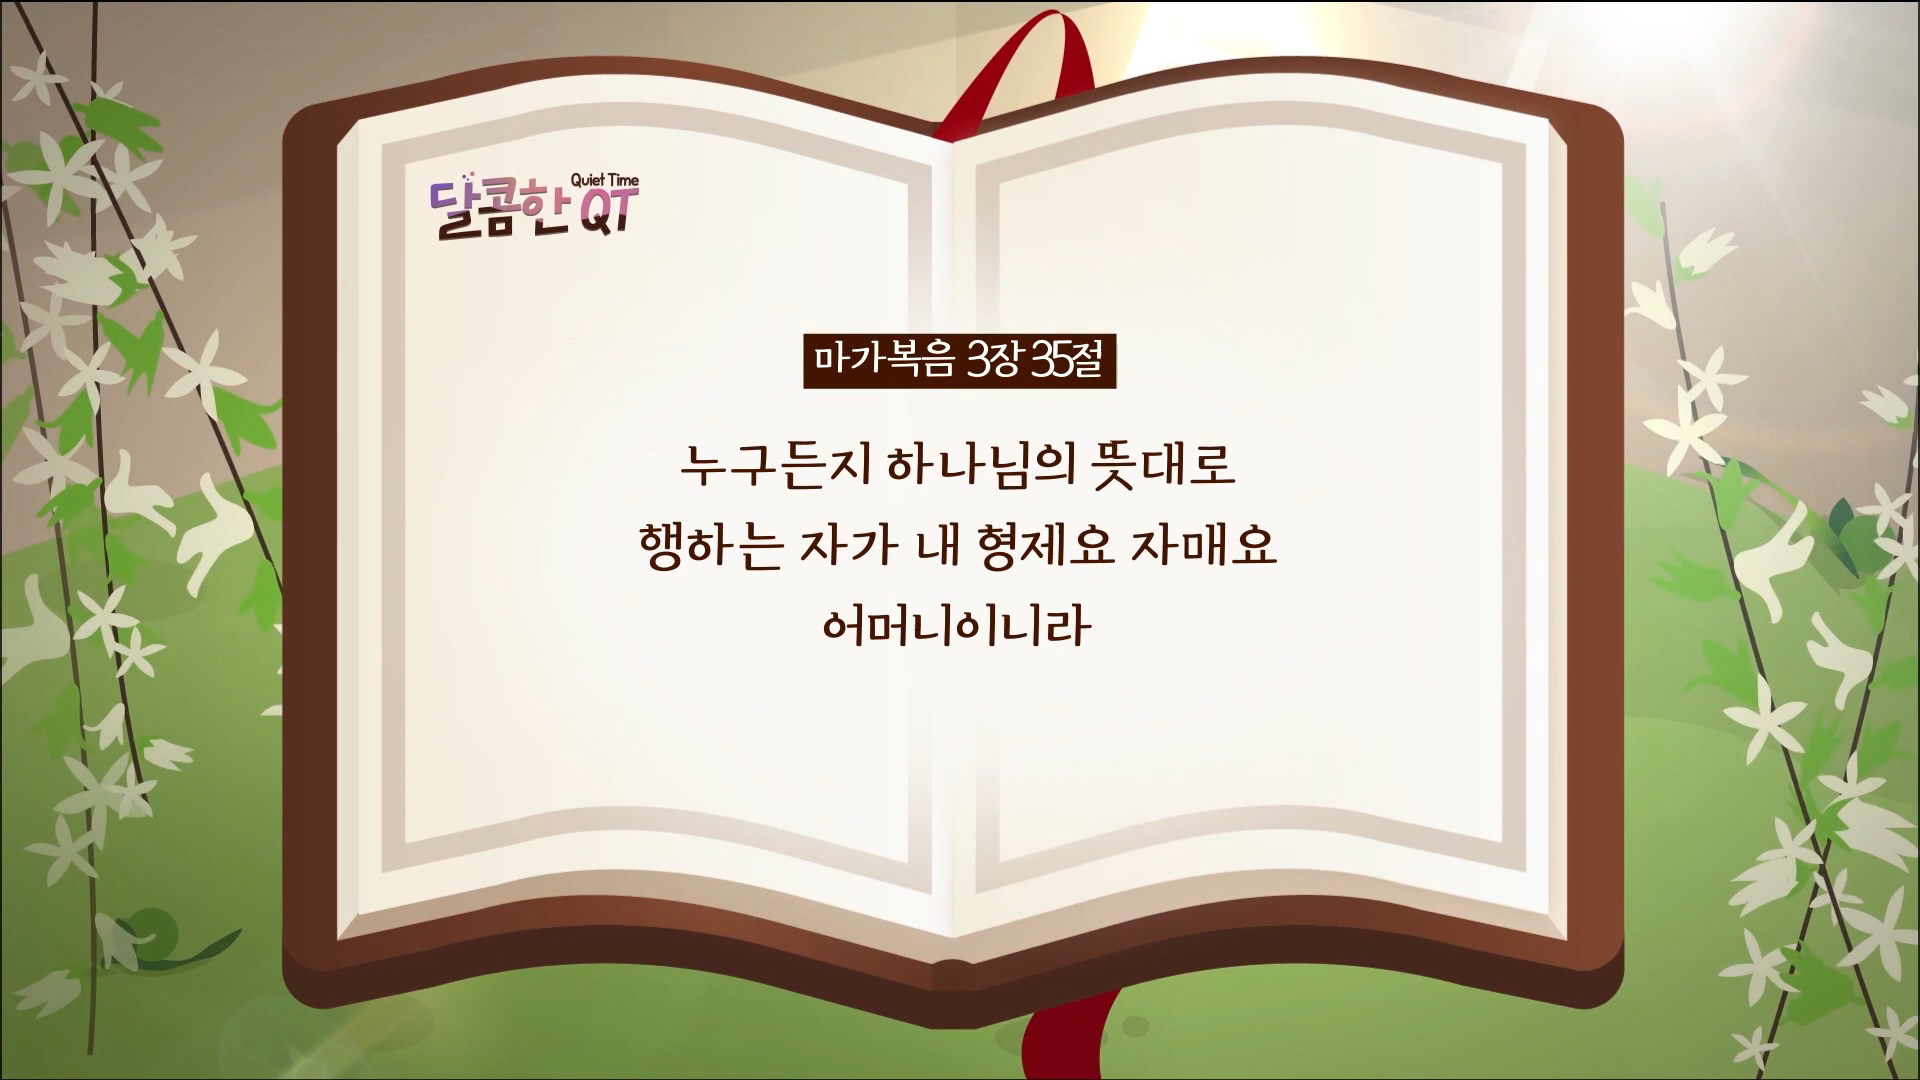 달콤한 QT
Quiet Time
마가복음 3장 35절
누구든지 하나님의 뜻대로
행하는 자가 내 형제요 자매요
어머니이니라